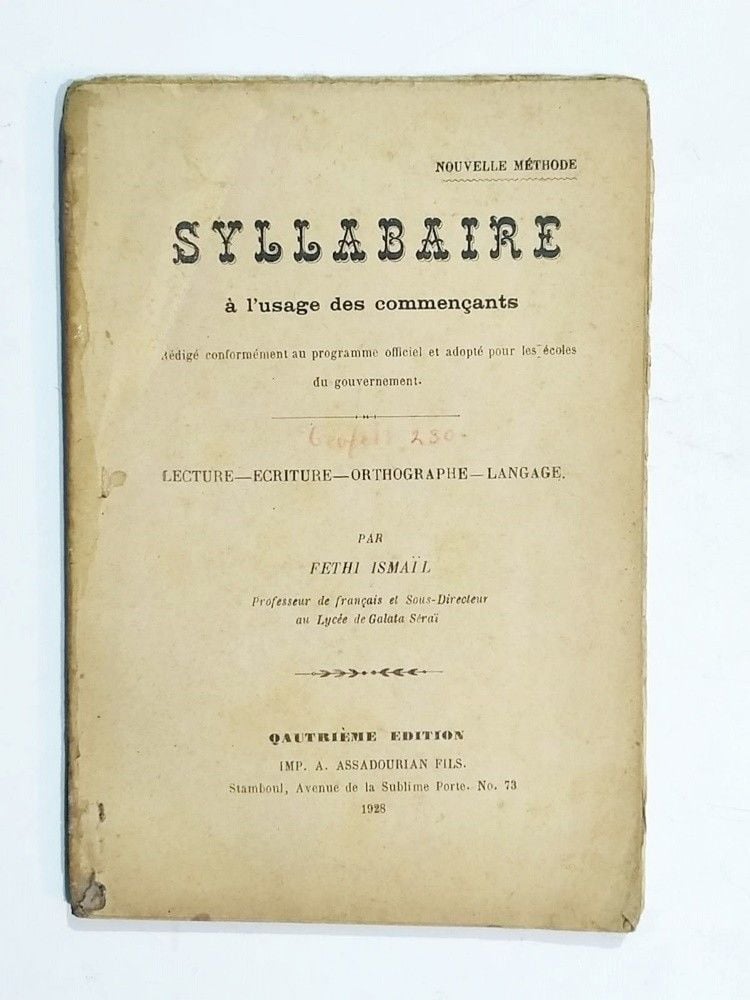 NOUVELLE MÉTHODE
SYLLABAIRE
à l'usage des commençants
Rédigé conformément au programme officiel et adopté pour les écoles
du gouvernement.
230
LECTURE—ECRITURE—ORTHOGRAPHE—LANGAGE.
PAR
FETHI ISMAÏL
Professeur de français et Sous-Directeur
au Lycée de Galata Séraï
QAUTRIÈME EDITION
IMP. A. ASSADOURIAN FILS.
Stamboul, Avenue de la Sublime Porte. No. 73
1928